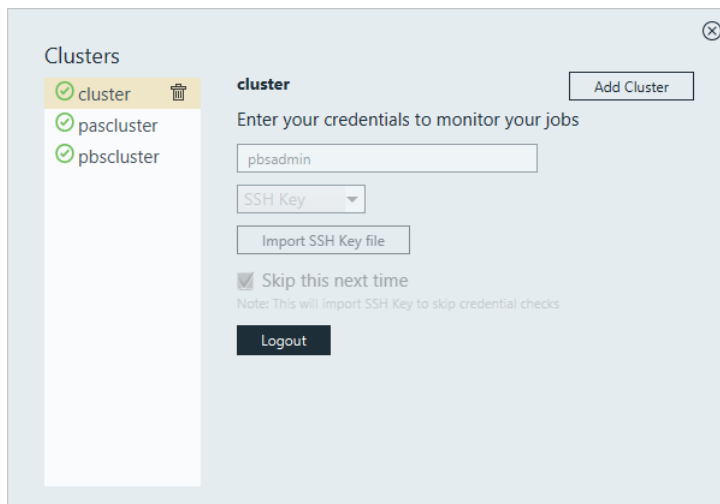 Clusters
cluster
pascluster
pbscluster
cluster
Add Cluster
Enter your credentials to monitor your jobs
pbsadmin
SSH Key
Import SSH Key file
Skip this next time
Note: This will import SSH Key to skip credential checks
Logout